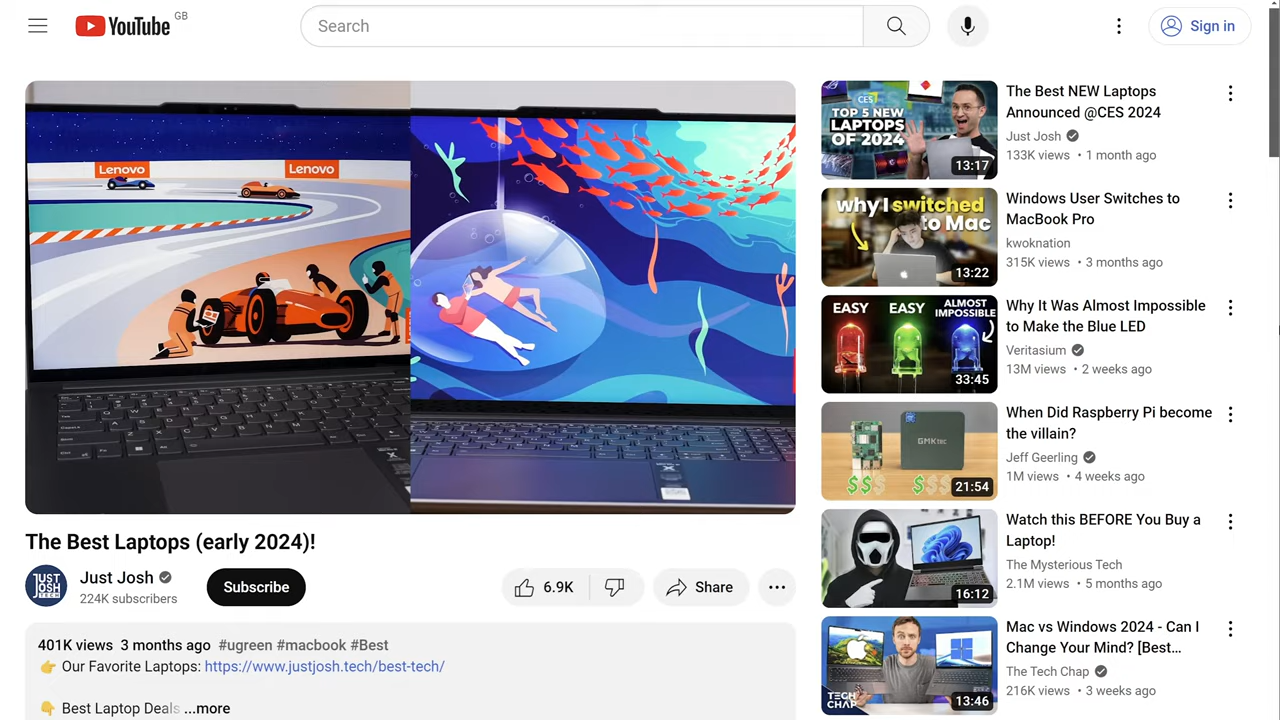 YouTube GB
Search
Sign in
Lenovo
Lenovo
The Best Laptops (early 2024)!
JUST
JOSH
Just Josh
224K subscribers
Subscribe
6.9K
Share
401K views 3 months ago #ugreen #macbook #Best
👉 Our Favorite Laptops: https://www.justjosh.tech/best-tech/
👇 Best Laptop Deals ...more
CES
TOP 5 NEW
LAPTOPS
OF 2024
13:17
The Best NEW Laptops
Announced @CES 2024
Just Josh
133K views • 1 month ago
why I switched
to Mac
13:22
Windows User Switches to
MacBook Pro
kwoknation
315K views • 3 months ago
EASY
EASY
ALMOST
IMPOSSIBLE
33:45
Why It Was Almost Impossible
to Make the Blue LED
Veritasium
13M views • 2 weeks ago
GMKtec
$$$
$$$
21:54
When Did Raspberry Pi become
the villain?
Jeff Geerling
1M views • 4 weeks ago
16:12
Watch this BEFORE You Buy a
Laptop!
The Mysterious Tech
2.1M views • 5 months ago
TECH
CHAP
13:46
Mac vs Windows 2024 - Can I
Change Your Mind? [Best...
The Tech Chap
216K views • 3 weeks ago